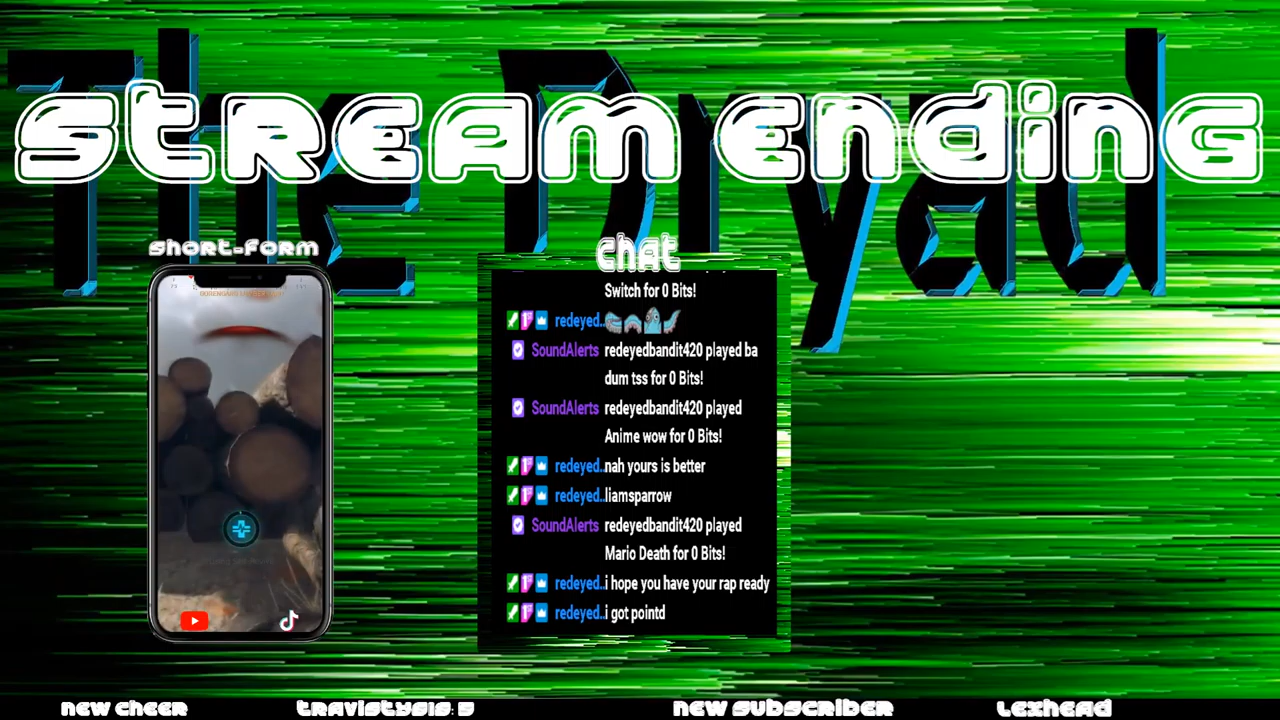 The Dryad
Stream Ending
Short-Form
Chat
Switch for 0 Bits!
redeyed..
SoundAlerts redeyedbandit420 played ba
dum tss for 0 Bits!
SoundAlerts redeyedbandit420 played
Anime wow for 0 Bits!
redeyed.. nah yours is better
redeyed.. liamsparrow
SoundAlerts redeyedbandit420 played
Mario Death for 0 Bits!
redeyed.. i hope you have your rap ready
redeyed.. i got pointd
New Cheer
travistysis: 5
New Subscriber
Lexhead